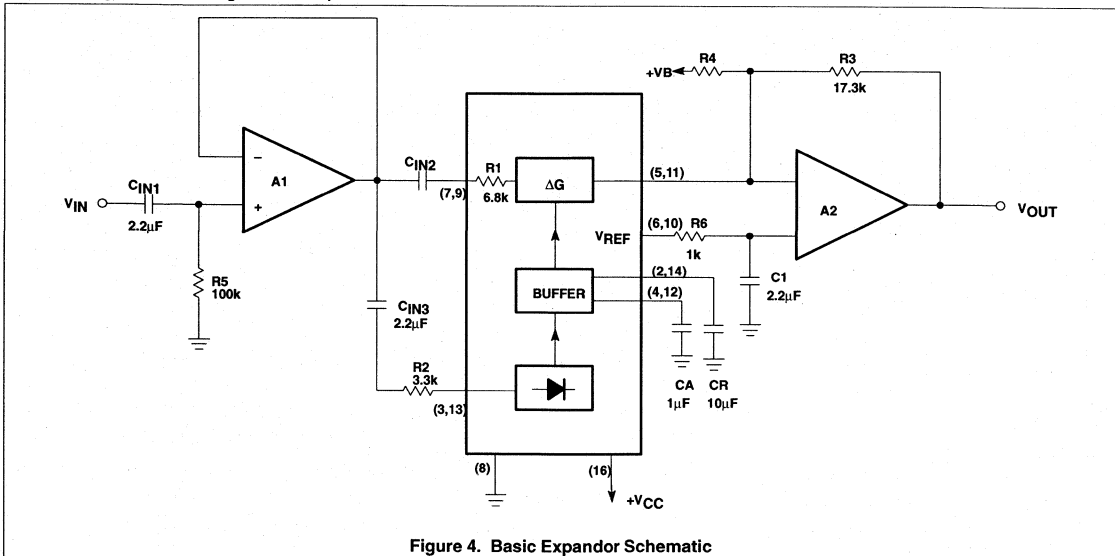 R4
R3
+VB
17.3k
CIN1
CIN2
R1
6.8k
ΔG
(5,11)
A1
−
+
(7,9)
VIN
2.2μF
A2
VOUT
VREF
(6,10)
R6
1k
R5
100k
CIN3
2.2μF
BUFFER
(2,14)
(4,12)
C1
2.2μF
R2
3.3k
(3,13)
CA
1μF
CR
10μF
(8)
(16)
+VCC
Figure 4. Basic Expandor Schematic